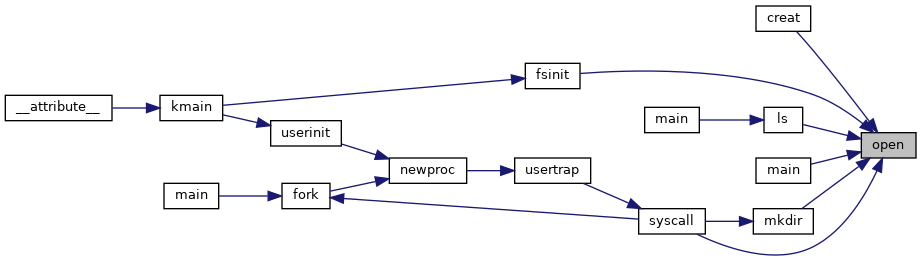 creat
fsinit
__attribute__
kmain
main
ls
userinit
open
main
newproc
usertrap
main
fork
syscall
mkdir